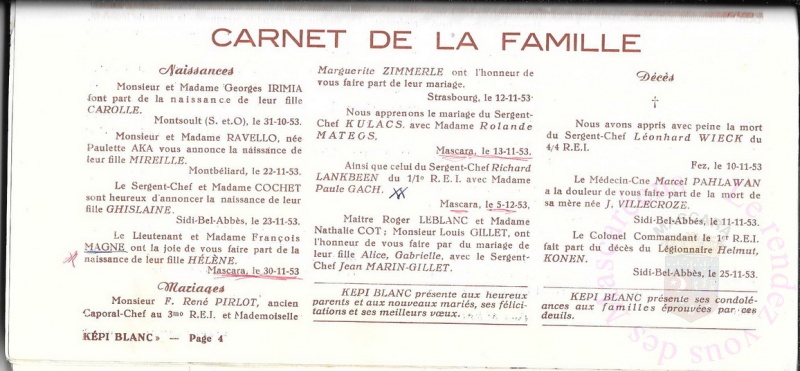 CARNET DE LA FAMILLE
Naissances
Monsieur et Madame Georges IRIMIA
font part de la naissance de leur fille
CAROLLE.
Montsoult (S. et.O), le 31-10-53.
Monsieur et Madame RAVELLO, née
Paulette AKA vous annonce la naissance de
leur fille MIREILLE.
Montbéliard, le 22-11-53.
Le Sergent-Chef et Madame COCHET
sont heureux d'annoncer la naissance de leur
fille GHISLAINE.
Sidi-Bel-Abbès, le 23-11-53.
Le Lieutenant et Madame François
MAGNE ont la joie de vous faire part de la
naissance de leur fille HÉLÈNE.
Mascara, le 30-11-53
Mariages
Monsieur F. René PIRLOT, ancien
Caporal-Chef au 3me R.E.I. et Mademoiselle
KÉPI BLANC» — Page 4
Marguerite ZIMMERLE ont l'honneur de
vous faire part de leur mariage.
Strasbourg, le 12-11-53
Nous apprenons le mariage du Sergent-
Chef KULACS. avec Madame Rolande
MATEOS.
Mascara, le 13-11-53.
Ainsi que celui du Sergent-Chef Richard
LANKBEEN du 1/1e R. E. I. avec Madame
Paule GACH.
Mascara, le 5-12-53,
Maitre Roger LEBLANC et Madame
Nathalie COT ; Monsieur Louis GILLET, ont
l'honneur de vous faire par du mariage de
leur fille Alice, Gabrielle, avec le Sergent-
Chef Jean MARIN-GILLET.
KEPI BLANC présente aux heureux
parents et aux nouveaux mariés, ses félici-
tations et ses meilleurs vœux.
Décès
Nous avons appris avec peine la mort
du Sergent-Chef Léonhard WIECK du
4/4 R.E.I.
Fez, le 10-11-53
Le Médecin-Cne Marcel PAHLAWAN
a la douleur de vous faire part de la mort de
sa mère née J. VILLECROZE.
Sidi-Bel-Abbès, le 11-11-53.
Le Colonel Commandant le 1er R.E.I.
fait part du décès du Légionnaire Helmut,
KONEN.
Sidi-Bel-Abbès, le 25-11-53.
KEPI BLANC présente ses condolé-
ances aux familles éprouvées par ces
deuils.
MASCARA